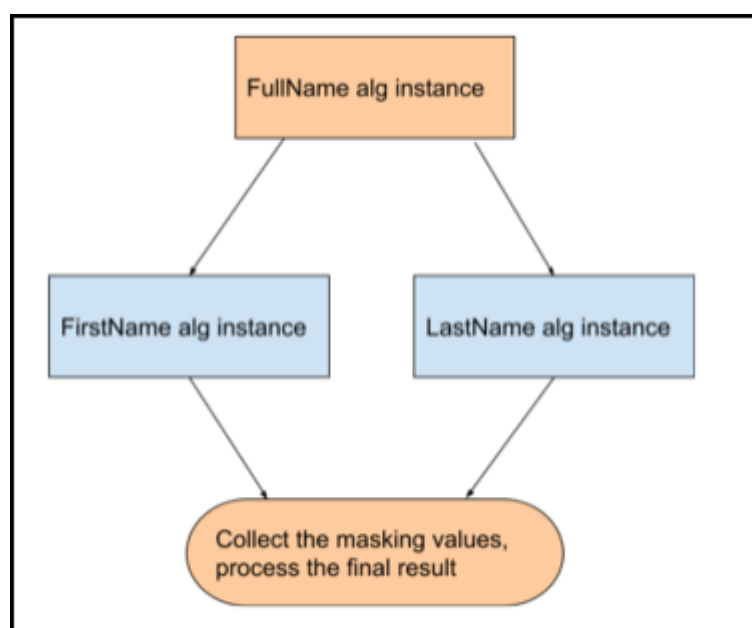 FullName alg instance
FirstName alg instance
LastName alg instance
Collect the masking values,
process the final result